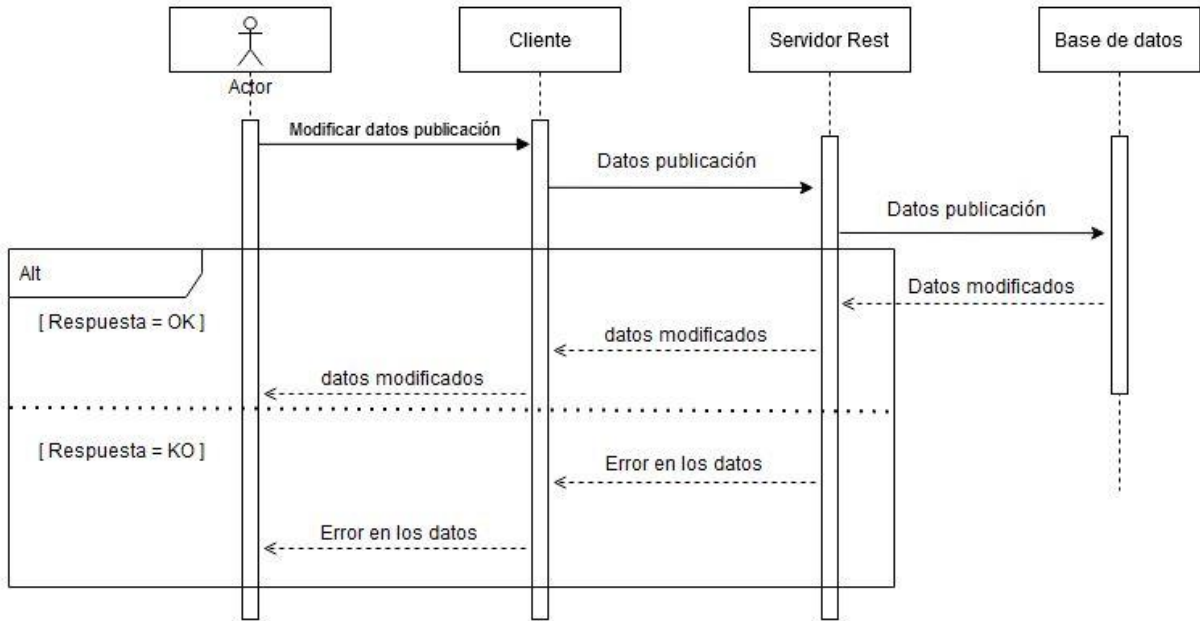 Actor
Cliente
Servidor Rest
Base de datos
Modificar datos publicación
Datos publicación
Datos publicación
Alt
Datos modificados
[ Respuesta = OK ]
datos modificados
datos modificados
[ Respuesta = KO ]
Error en los datos
Error en los datos